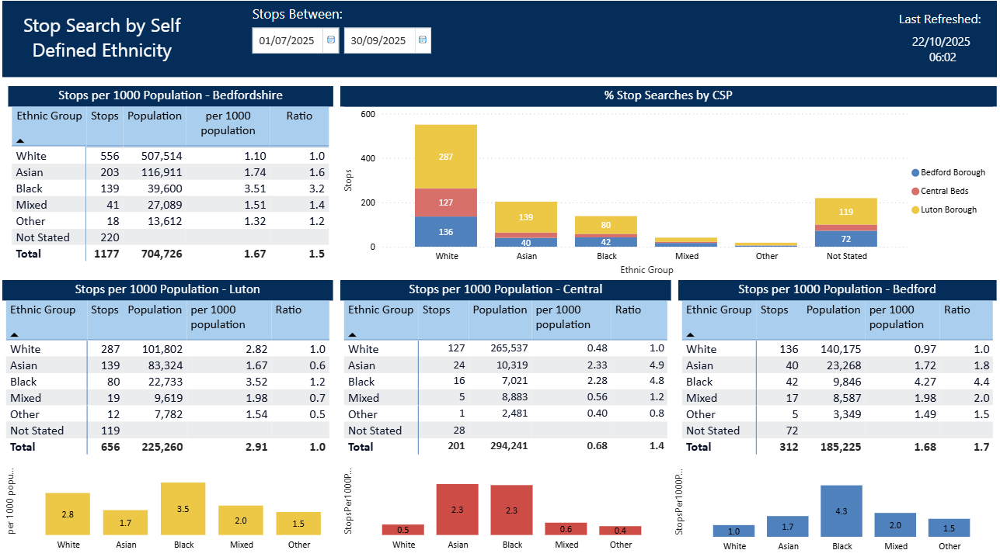 Stop Search by Self
Defined Ethnicity
Stops Between:
01/07/2025
30/09/2025
Last Refreshed:
22/10/2025
06:02
Stops per 1000 Population - Bedfordshire
Ethnic Group Stops Population per 1000 population Ratio
White 556 507,514 1.10 1.0
Asian 203 116,911 1.74 1.6
Black 139 39,600 3.51 3.2
Mixed 41 27,089 1.51 1.4
Other 18 13,612 1.32 1.2
Not Stated 220
Total 1177 704,726 1.67 1.5
% Stop Searches by CSP
600
400
200
0
Stops
287
127
136
139
40
80
42
119
72
White Asian Black Mixed Other Not Stated
Ethnic Group
Bedford Borough
Central Beds
Luton Borough
Stops per 1000 Population - Luton
Ethnic Group Stops Population per 1000 population Ratio
White 287 101,802 2.82 1.0
Asian 139 83,324 1.67 0.6
Black 80 22,733 3.52 1.2
Mixed 19 9,619 1.98 0.7
Other 12 7,782 1.54 0.5
Not Stated 119
Total 656 225,260 2.91 1.0
Stops per 1000 Population - Central
Ethnic Group Stops Population per 1000 population Ratio
White 127 265,537 0.48 1.0
Asian 24 10,319 2.33 4.9
Black 16 7,021 2.28 4.8
Mixed 5 8,883 0.56 1.2
Other 1 2,481 0.40 0.8
Not Stated 28
Total 201 294,241 0.68 1.4
Stops per 1000 Population - Bedford
Ethnic Group Stops Population per 1000 population Ratio
White 136 140,175 0.97 1.0
Asian 40 23,268 1.72 1.8
Black 42 9,846 4.27 4.4
Mixed 17 8,587 1.98 2.0
Other 5 3,349 1.49 1.5
Not Stated 72
Total 312 185,225 1.68 1.7
per 1000 popu...
2.8 1.7 3.5 2.0 1.5
White Asian Black Mixed Other
StopsPer1000P...
0.5 2.3 2.3 0.6 0.4
White Asian Black Mixed Other
StopsPer1000P...
1.0 1.7 4.3 2.0 1.5
White Asian Black Mixed Other